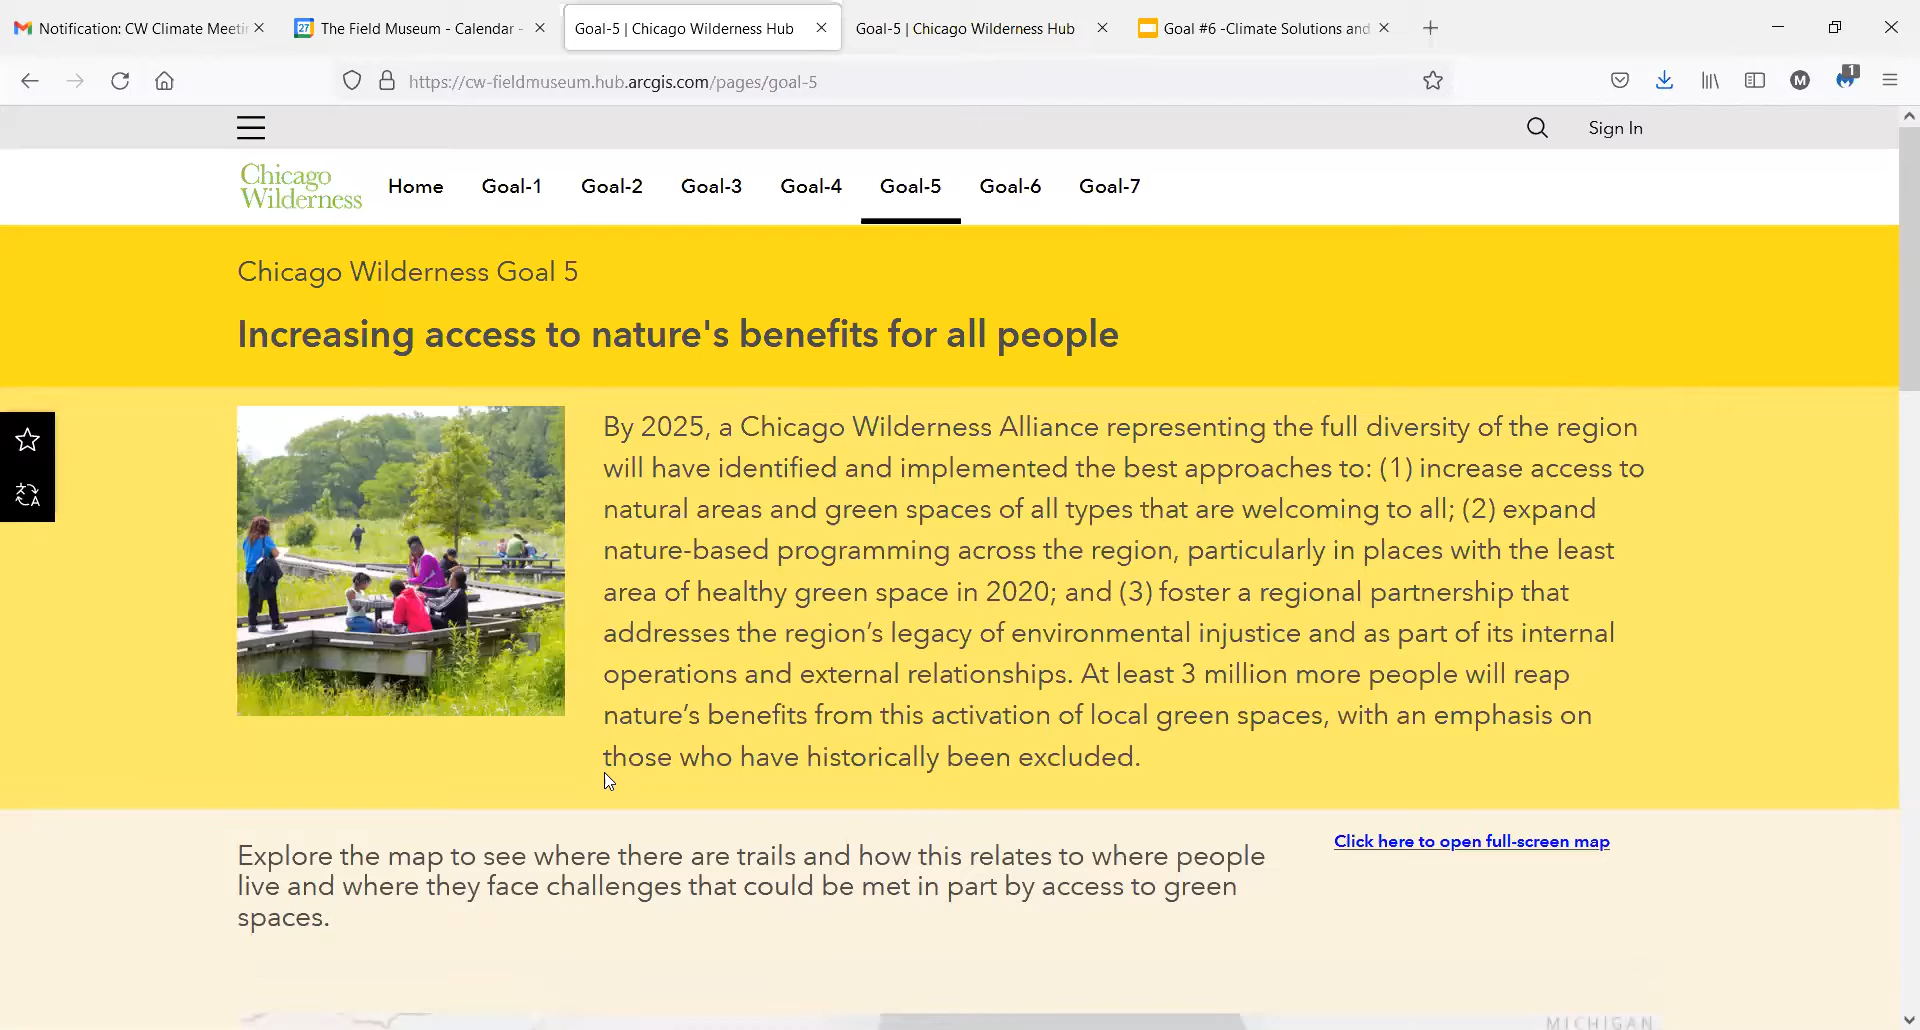 Notification: CW Climate Meeti
The Field Museum - Calendar -
Goal-5 | Chicago Wilderness Hub
Goal-5 | Chicago Wilderness Hub
Goal #6 -Climate Solutions and
https://cw-fieldmuseum.hub.arcgis.com/pages/goal-5
M
1
Sign In
Chicago
Wilderness
Home Goal-1 Goal-2 Goal-3 Goal-4 Goal-5 Goal-6 Goal-7
Chicago Wilderness Goal 5
Increasing access to nature's benefits for all people
By 2025, a Chicago Wilderness Alliance representing the full diversity of the region
will have identified and implemented the best approaches to: (1) increase access to
natural areas and green spaces of all types that are welcoming to all; (2) expand
nature-based programming across the region, particularly in places with the least
area of healthy green space in 2020; and (3) foster a regional partnership that
addresses the region’s legacy of environmental injustice and as part of its internal
operations and external relationships. At least 3 million more people will reap
nature’s benefits from this activation of local green spaces, with an emphasis on
those who have historically been excluded.
Explore the map to see where there are trails and how this relates to where people
live and where they face challenges that could be met in part by access to green
spaces.
Click here to open full-screen map
MICHIGAN